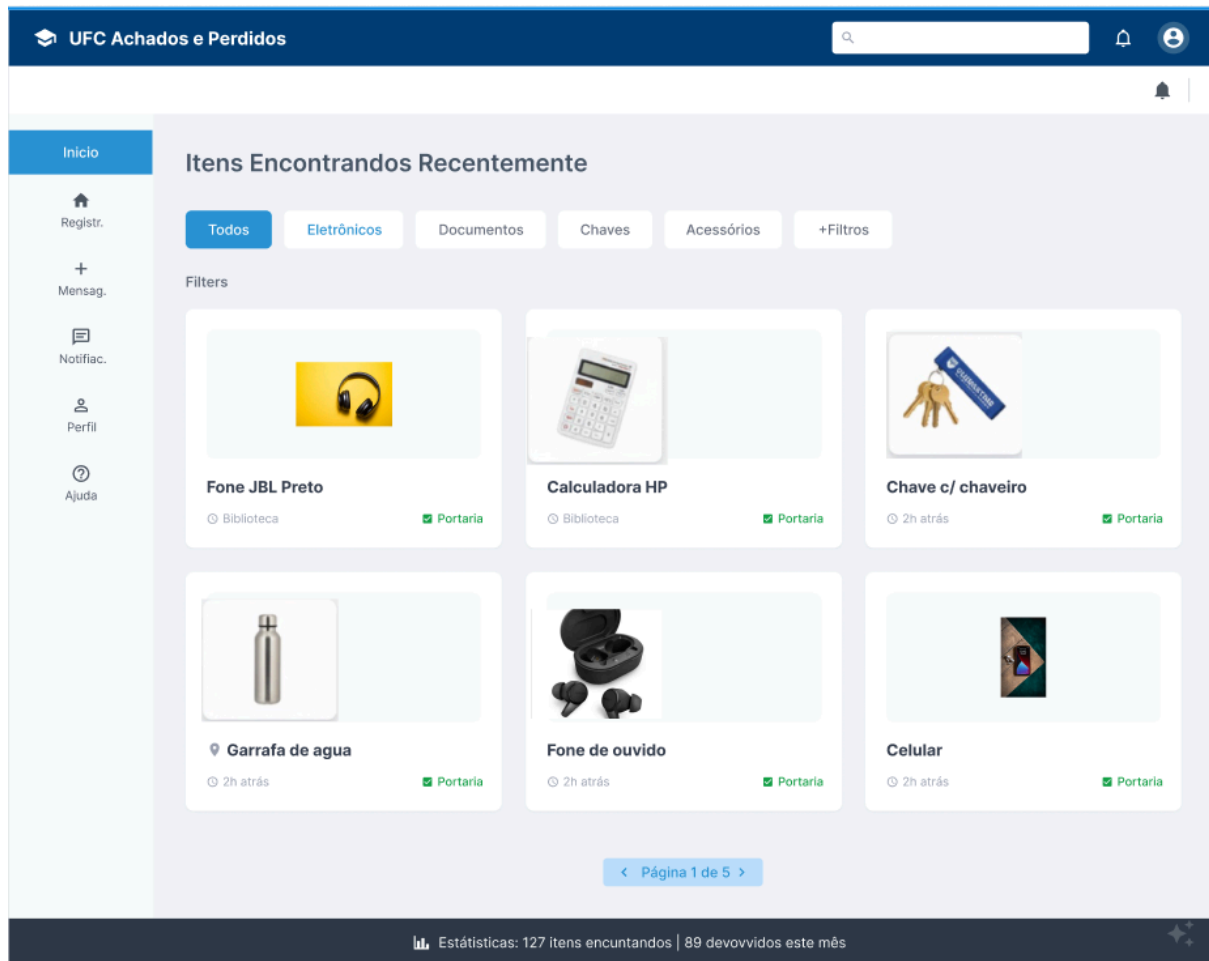 UFC Achados e Perdidos
Inicio
Registr.
Mensag.
Notifiac.
Perfil
Ajuda
Itens Encontrandos Recentemente
Todos Eletrônicos Documentos Chaves Acessórios +Filtros
Filters
Fone JBL Preto
Biblioteca Portaria
Calculadora HP
Biblioteca Portaria
Chave c/ chaveiro
2h atrás Portaria
Garrafa de agua
2h atrás Portaria
Fone de ouvido
2h atrás Portaria
Celular
2h atrás Portaria
< Página 1 de 5 >
Estátisticas: 127 itens encuntandos | 89 devovvidos este mês